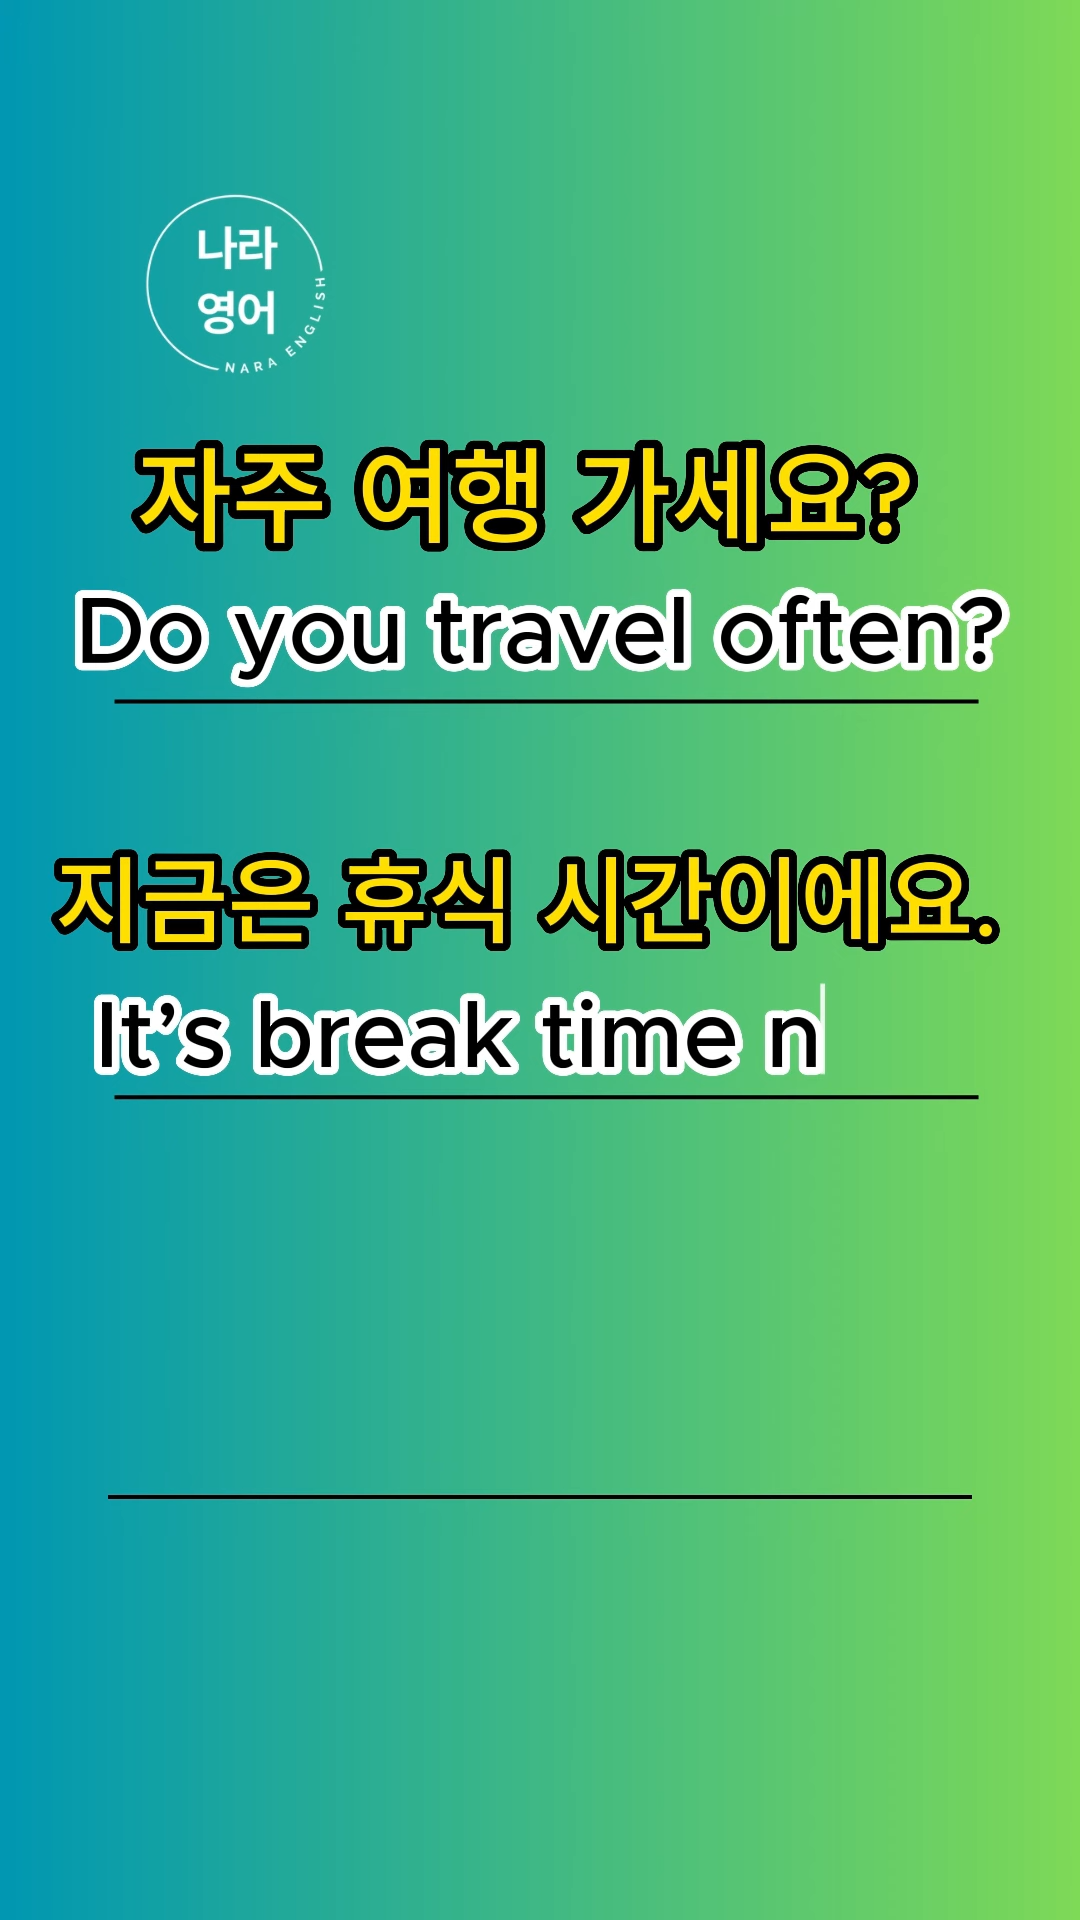 나라
영어
NARA ENGLISH
자주 여행 가세요?
Do you travel often?
지금은 휴식 시간이에요.
It’s break time n